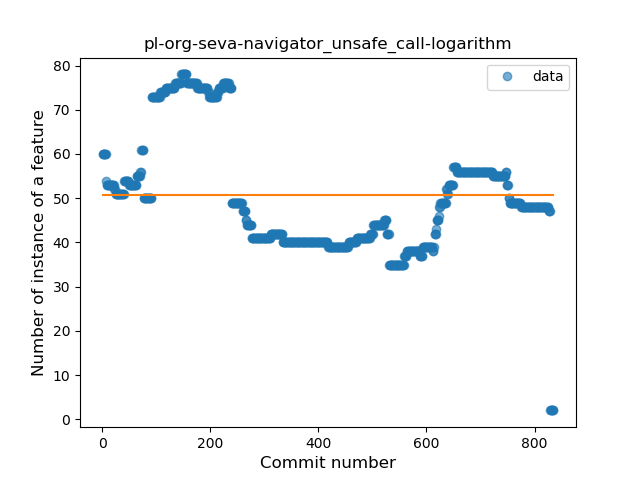 pl-org-seva-navigator_unsafe_call-logarithm
data
Number of instance of a feature
80
70
60
50
40
30
20
10
0
0 200 400 600 800
Commit number